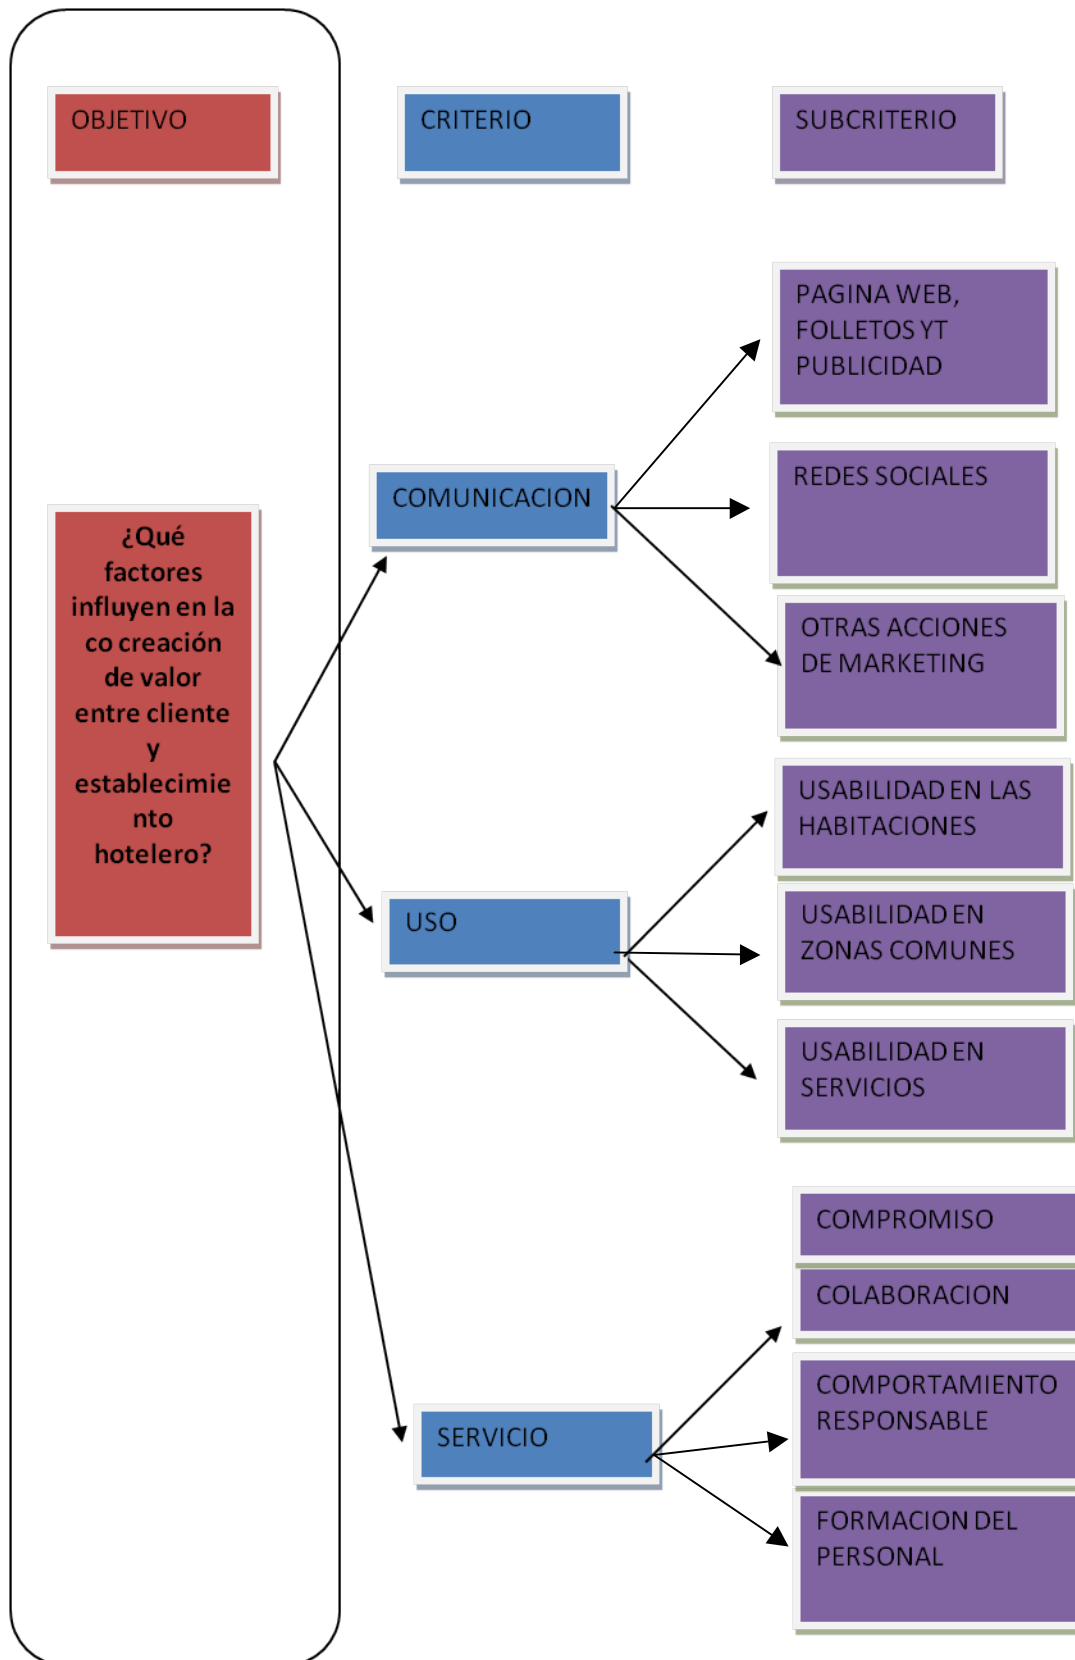 OBJETIVO
CRITERIO
SUBCRITERIO
¿Qué
factores
influyen en la
co creación
de valor
entre cliente
y
establecimie
nto
hotelero?
COMUNICACION
PAGINA WEB,
FOLLETOS YT
PUBLICIDAD
REDES SOCIALES
OTRAS ACCIONES
DE MARKETING
USO
USABILIDAD EN LAS
HABITACIONES
USABILIDAD EN
ZONAS COMUNES
USABILIDAD EN
SERVICIOS
SERVICIO
COMPROMISO
COLABORACION
COMPORTAMIENTO
RESPONSABLE
FORMACION DEL
PERSONAL